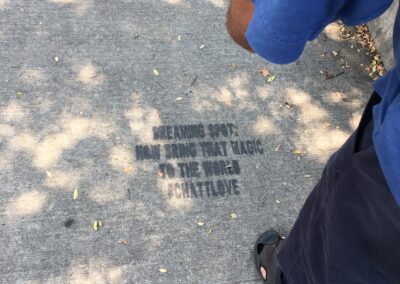 DREAMING SPOT.
NOW BRING THAT MAGIC
TO THE WORLD
#CHATTLOVE